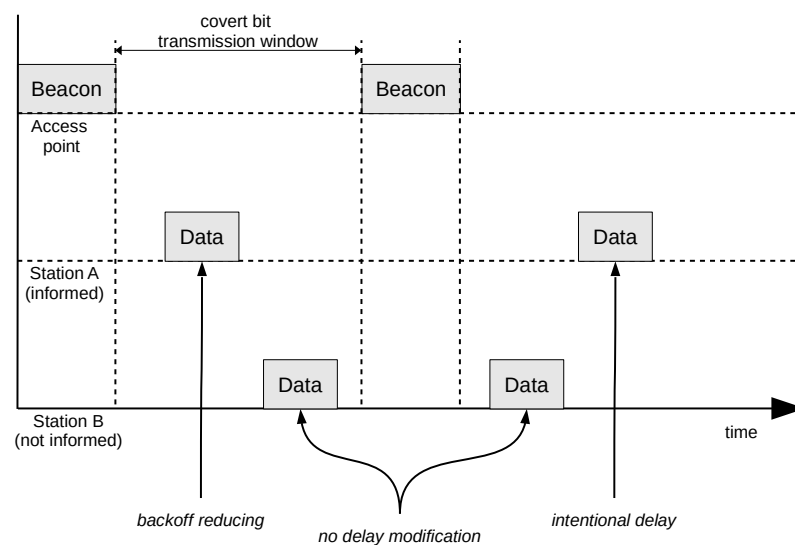 covert bit
transmission window
Beacon
Beacon
Access
point
Data
Data
Station A
(informed)
Data
Data
Station B
(not informed)
time
backoff reducing
no delay modification
intentional delay